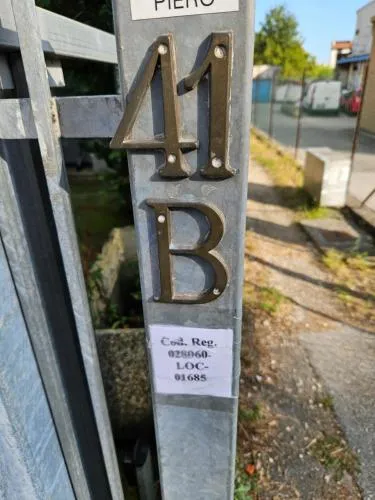 PIERO
41
B
Cod. Reg.
028060-
LOC-
01685